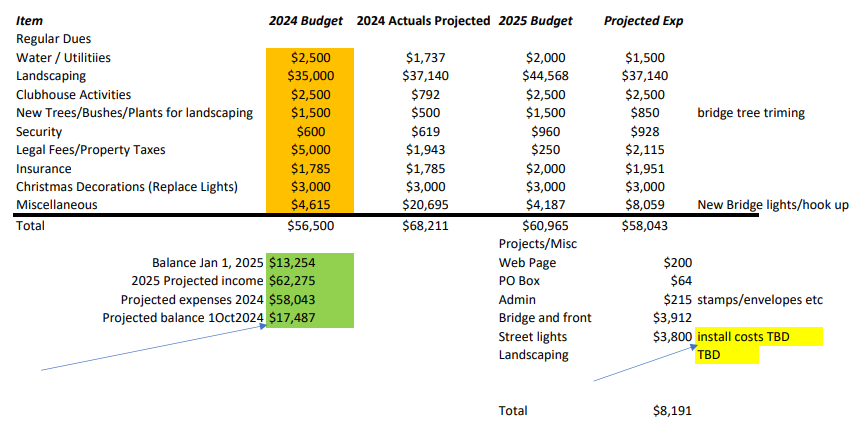 Item 2024 Budget 2024 Actuals Projected 2025 Budget Projected Exp
Regular Dues
Water / Utilitiies $2,500 $1,737 $2,000 $1,500
Landscaping $35,000 $37,140 $44,568 $37,140
Clubhouse Activities $2,500 $792 $2,500 $2,500
New Trees/Bushes/Plants for landscaping $1,500 $500 $1,500 $850 bridge tree triming
Security $600 $619 $960 $928
Legal Fees/Property Taxes $5,000 $1,943 $250 $2,115
Insurance $1,785 $1,785 $2,000 $1,951
Christmas Decorations (Replace Lights) $3,000 $3,000 $3,000 $3,000
Miscellaneous $4,615 $20,695 $4,187 $8,059 New Bridge lights/hook up
Total $56,500 $68,211 $60,965 $58,043
Projects/Misc
Balance Jan 1, 2025 $13,254 Web Page $200
2025 Projected income $62,275 PO Box $64
Projected expenses 2024 $58,043 Admin $215 stamps/envelopes etc
Projected balance 1Oct2024 $17,487 Bridge and front $3,912
Street lights $3,800 install costs TBD
Landscaping TBD
Total $8,191